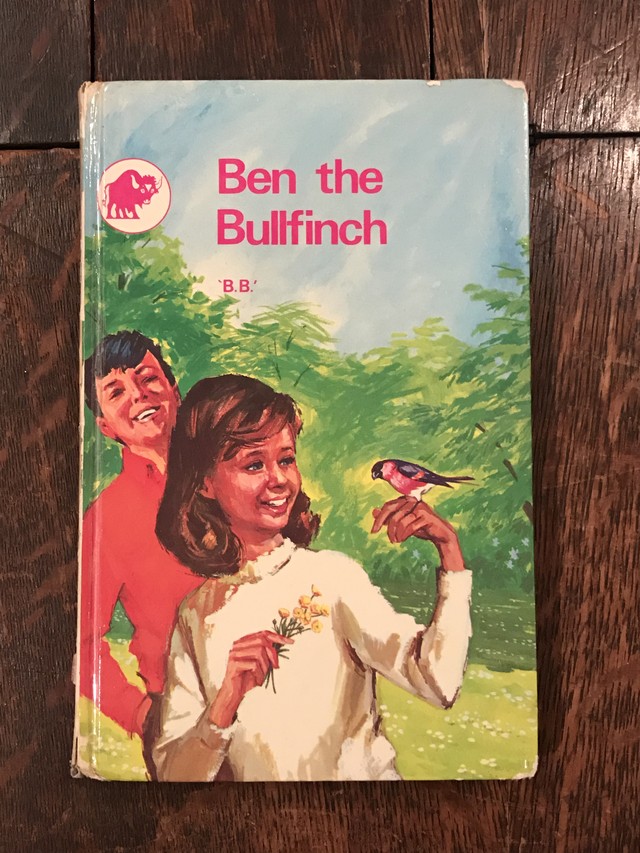 Ben the
Bullfinch
‘B.B.’